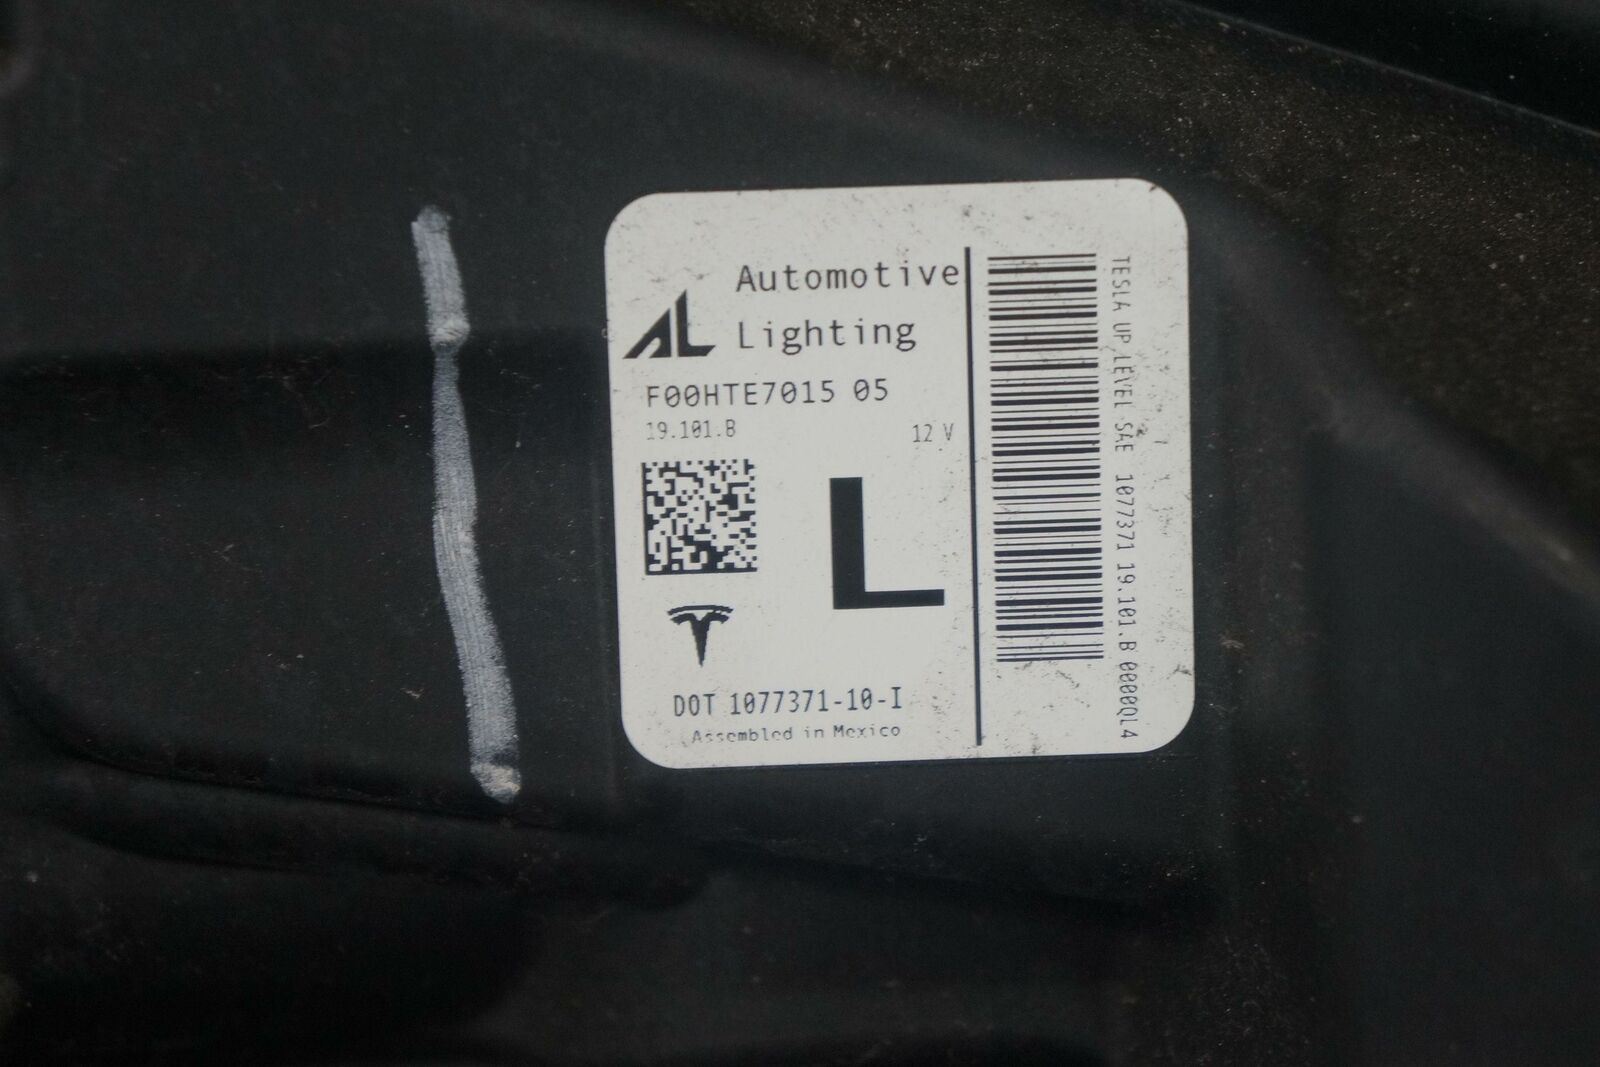 Automotive
Lighting
F00HTE7015 05
19.101.B
12 V
L
DOT 1077371-10-I
Assembled in Mexico
TESLA UP LEVEL SAE 1077371 19.101.B 0000QL4